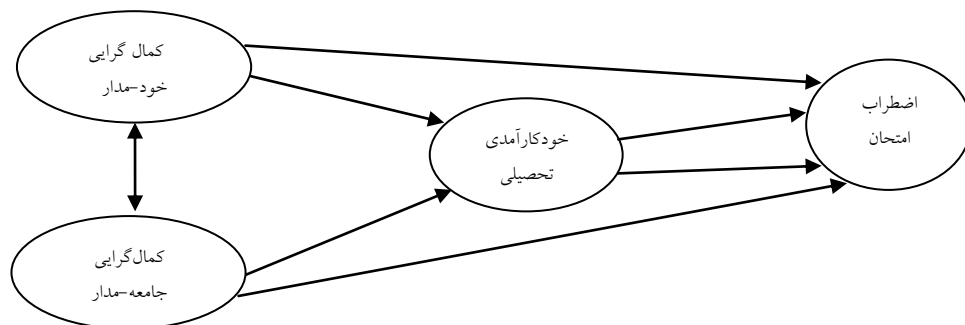 کمال گرایی
خود-مدار
اضطراب
امتحان
خودکارآمدی
تحصیلی
کمال‌گرایی
جامعه-مدار